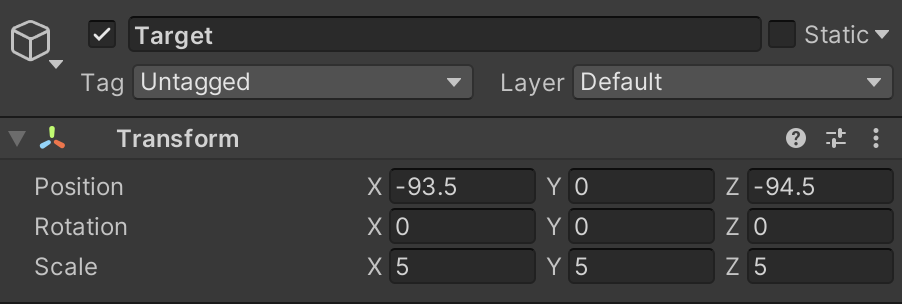 Target Static
Tag Untagged Layer Default
Transform
Position X -93.5 Y 0 Z -94.5
Rotation X 0 Y 0 Z 0
Scale X 5 Y 5 Z 5